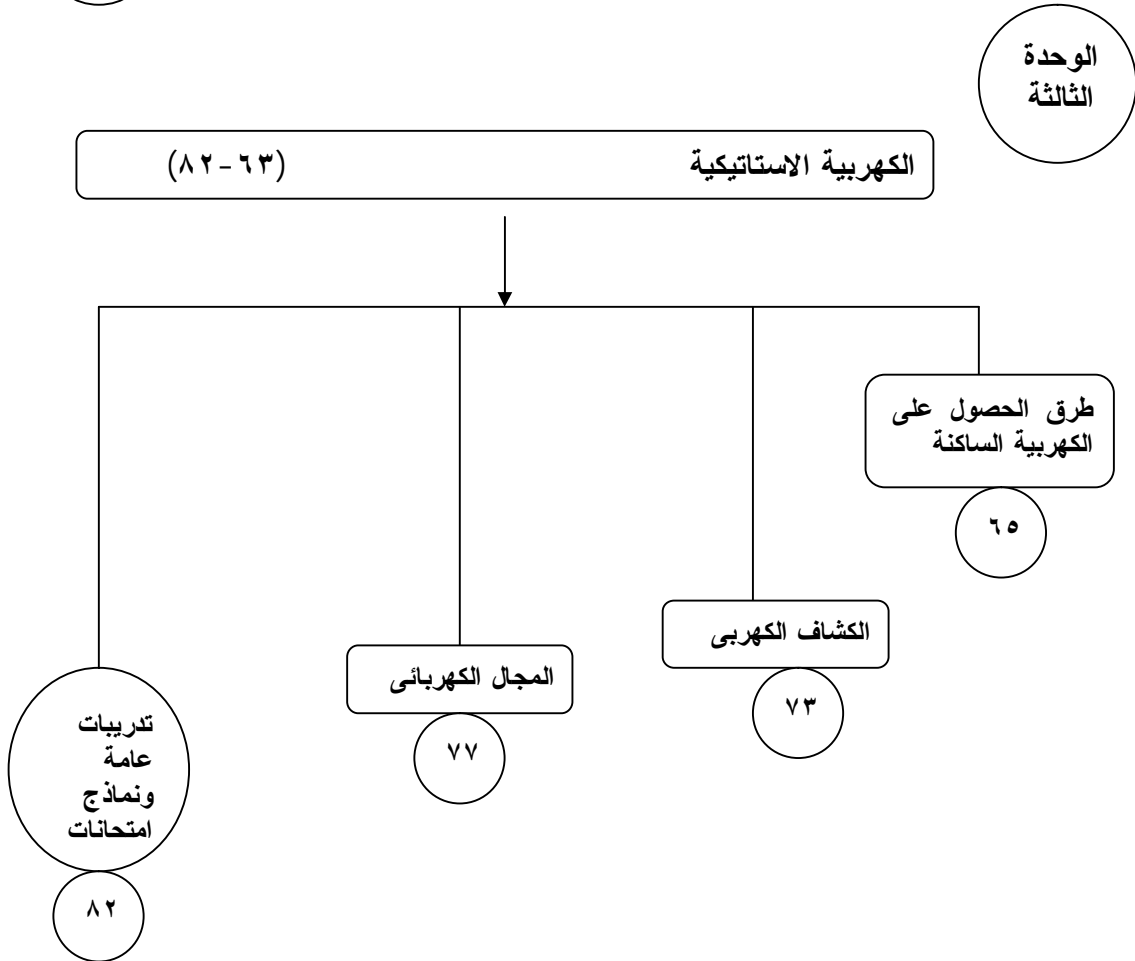 الوحدة
الثالثة
الكهربية الاستاتيكية (٦٣-٨٢)
طرق الحصول على
الكهربية الساكنة
٦٥
الكشاف الكهربى
٧٣
المجال الكهربائى
٧٧
تدريبات
عامة
ونماذج
امتحانات
٨٢